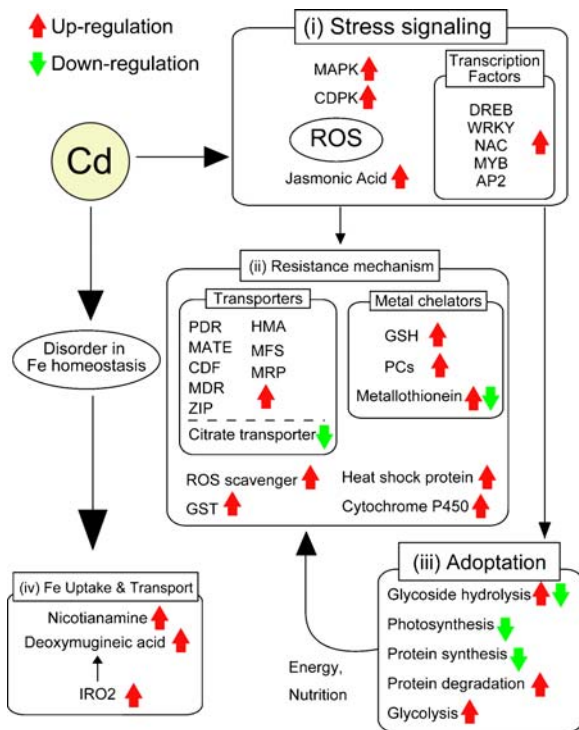 Up-regulation
Down-regulation
(i) Stress signaling
MAPK
CDPK
ROS
Jasmonic Acid
Transcription
Factors
DREB
WRKY
NAC
MYB
AP2
Cd
(ii) Resistance mechanism
Transporters
PDR HMA
MATE MFS
CDF MRP
MDR
ZIP
Citrate transporter
Metal chelators
GSH
PCs
Metallothionein
ROS scavenger
GST
Heat shock protein
Cytochrome P450
Disorder in
Fe homeostasis
(iii) Adoptation
Glycoside hydrolysis
Photosynthesis
Protein synthesis
Protein degradation
Glycolysis
Energy,
Nutrition
(iv) Fe Uptake & Transport
Nicotianamine
Deoxymugineic acid
IRO2